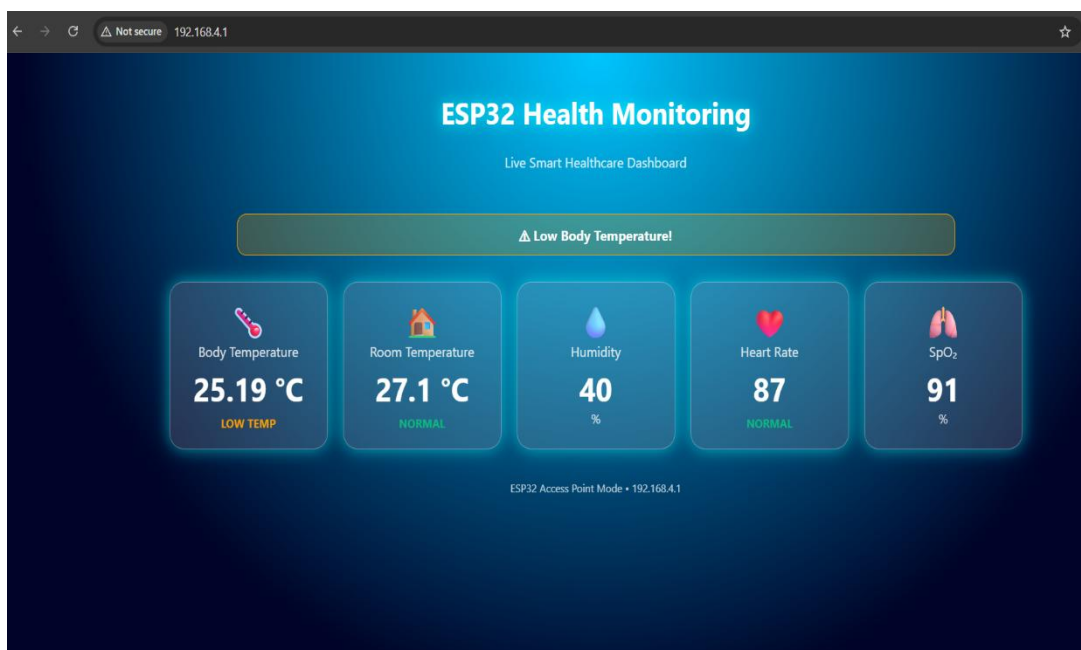 Not secure 192.168.4.1
ESP32 Health Monitoring
Live Smart Healthcare Dashboard
⚠ Low Body Temperature!
Body Temperature
25.19 °C
LOW TEMP
Room Temperature
27.1 °C
NORMAL
Humidity
40
%
Heart Rate
87
NORMAL
SpO₂
91
%
ESP32 Access Point Mode • 192.168.4.1